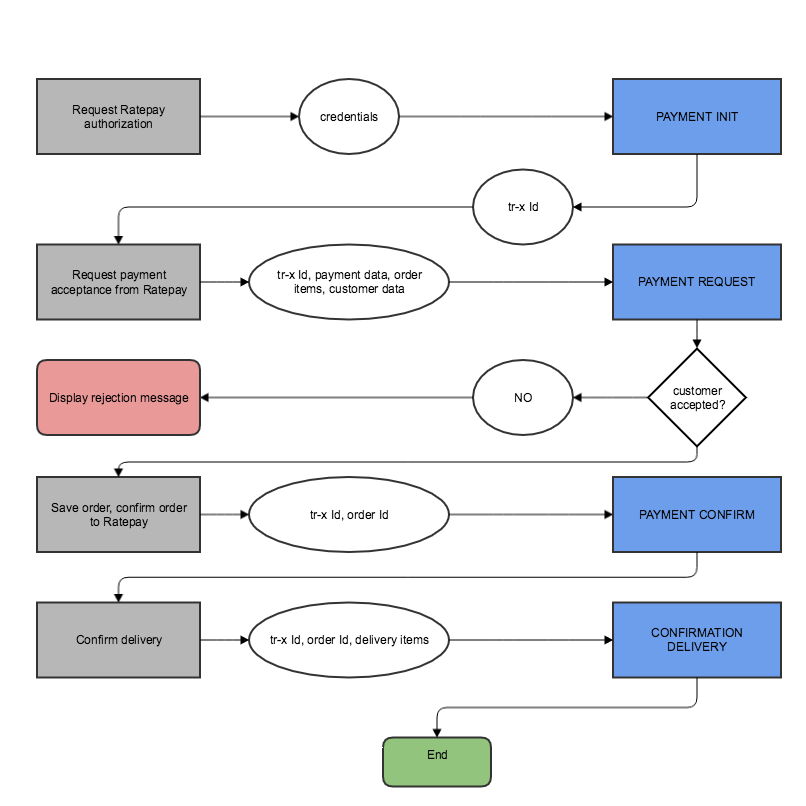 Request Ratepay
authorization
credentials
PAYMENT INIT
tr-x Id
Request payment
acceptance from Ratepay
tr-x Id, payment data, order
items, customer data
PAYMENT REQUEST
Display rejection message
NO
customer
accepted?
Save order, confirm order
to Ratepay
tr-x Id, order Id
PAYMENT CONFIRM
Confirm delivery
tr-x Id, order Id, delivery items
CONFIRMATION
DELIVERY
End